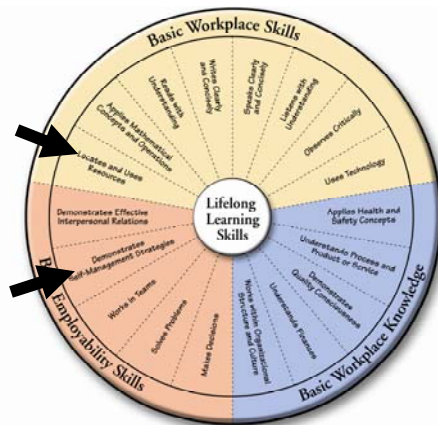 Basic Workplace Skills
Locates and Uses
Resources
Applies Mathematical
Concepts and Operations
Reads with
Understanding
Writes Clearly
and Concisely
Speaks Clearly
and Concisely
Listens with
Understanding
Observes Critically
Uses Technology
Lifelong
Learning
Skills
Demonstrates Effective
Interpersonal Relations
Demonstrates
Self-Management Strategies
Works in Teams
Solves Problems
Makes Decisions
Employability Skills
Applies Health and
Safety Concepts
Understands Process and
Product or Service
Demonstrates
Quality Consciousness
Understands Finances
Works within Organizational
Structure and Culture
Basic Workplace Knowledge